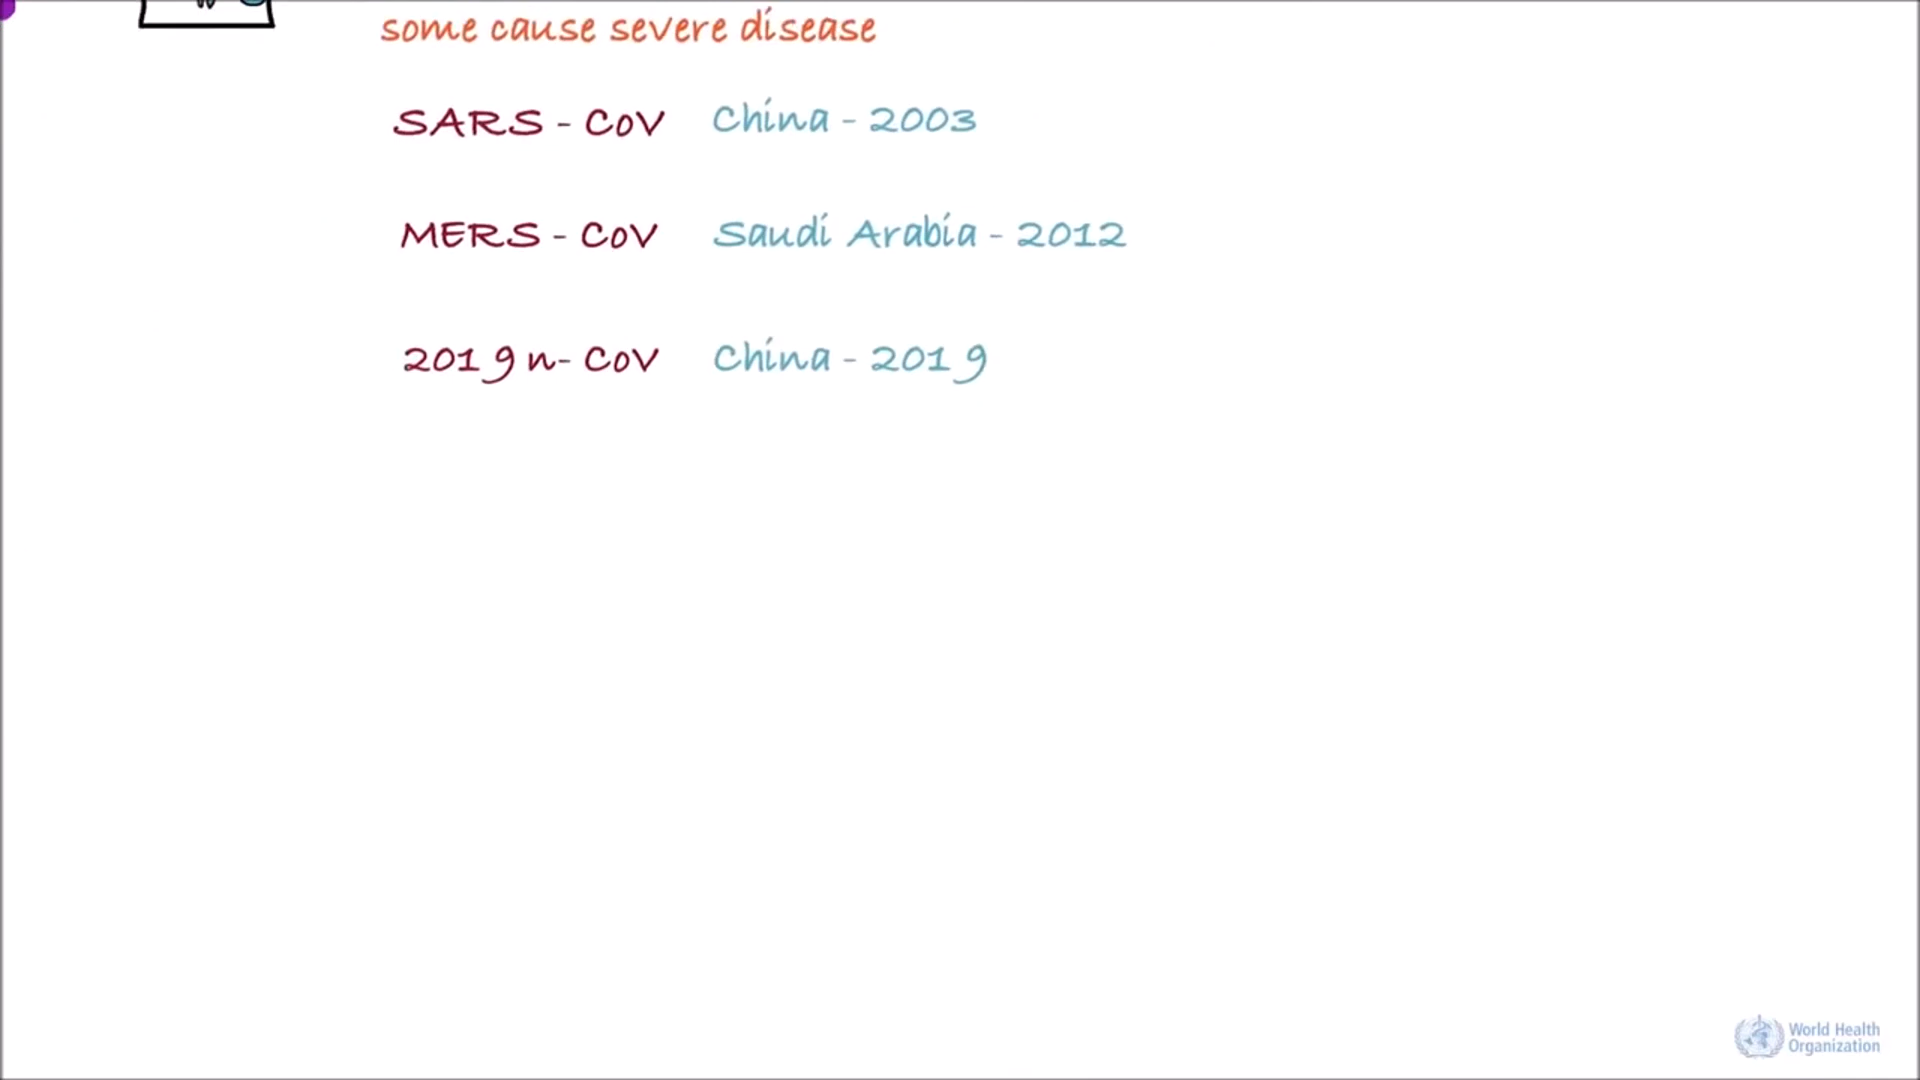 some cause severe disease
SARS - CoV China - 2003
MERS - CoV Saudi Arabia - 2012
2019 n- CoV China - 2019
World Health
Organization